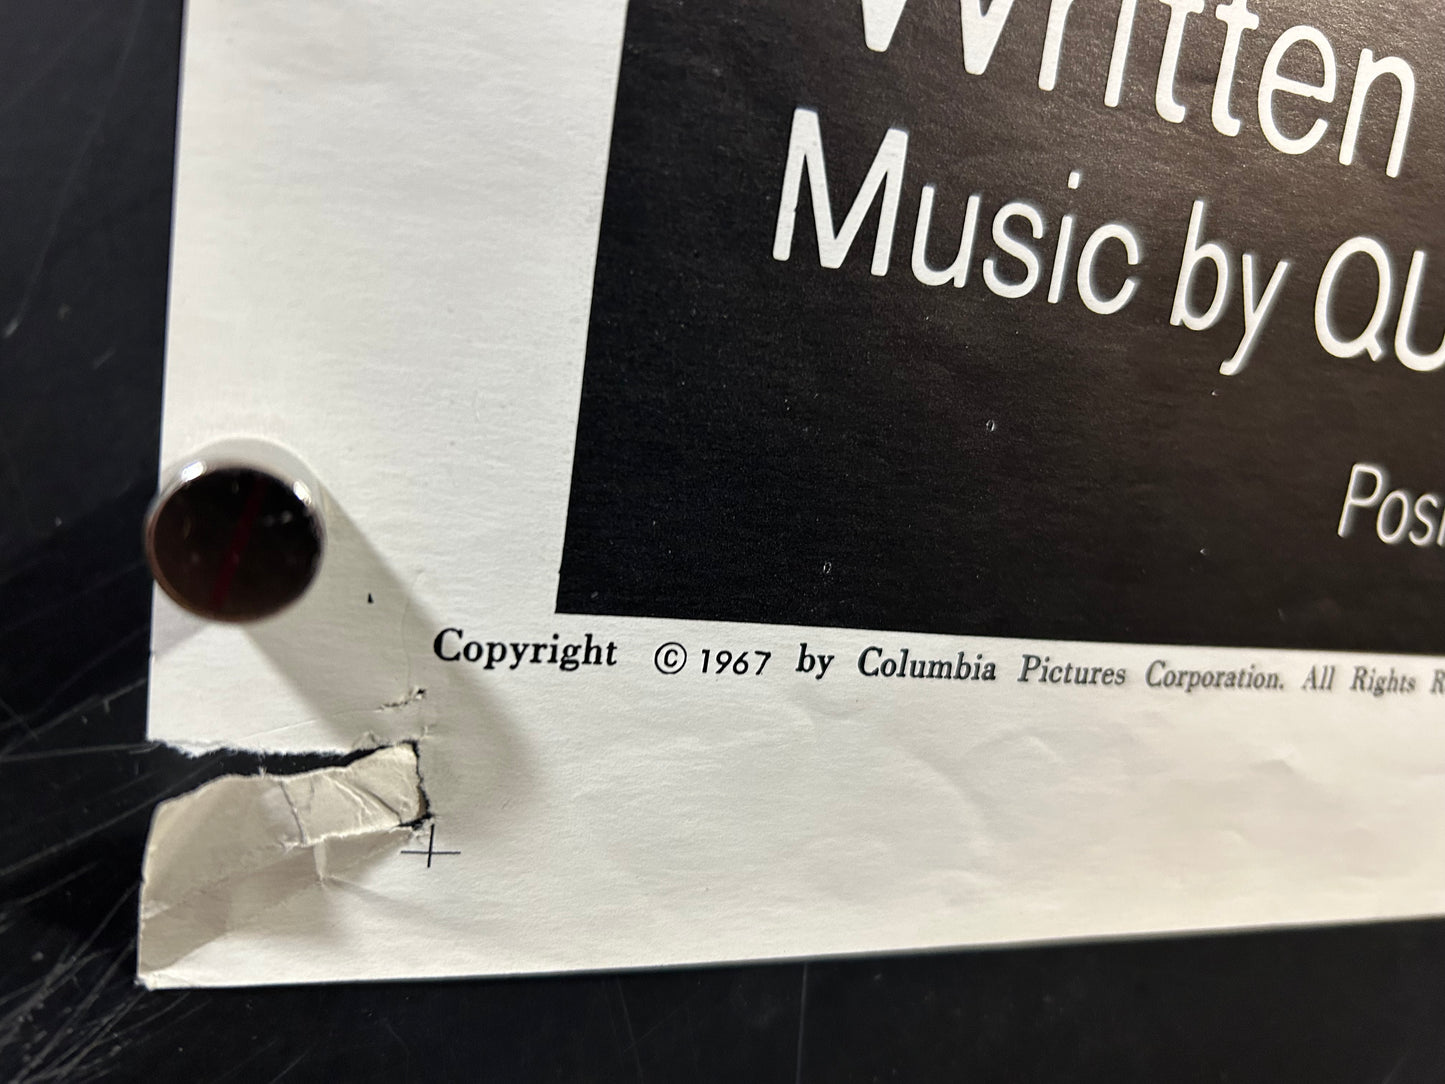 Written
Music by QU
Pos
Copyright © 1967 by Columbia Pictures Corporation. All Rights R